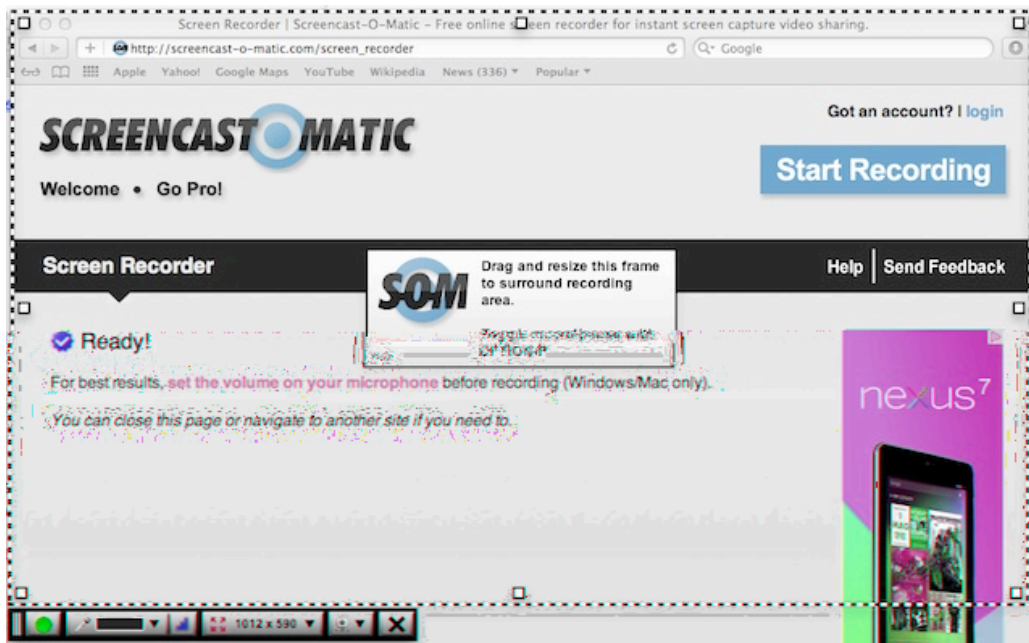 Screen Recorder | Screencast-O-Matic – Free online screen recorder for instant screen capture video sharing.
http://screencast-o-matic.com/screen_recorder
Google
Apple Yahoo! Google Maps YouTube Wikipedia News (336) Popular
SCREENCAST O MATIC
Got an account? | login
Start Recording
Welcome • Go Pro!
Screen Recorder
Help | Send Feedback
SOM
Drag and resize this frame
to surround recording
area.
Ready!
For best results, set the volume on your microphone before recording (Windows/Mac only).
You can close this page or navigate to another site if you need to.
nexus 7
1012 x 590